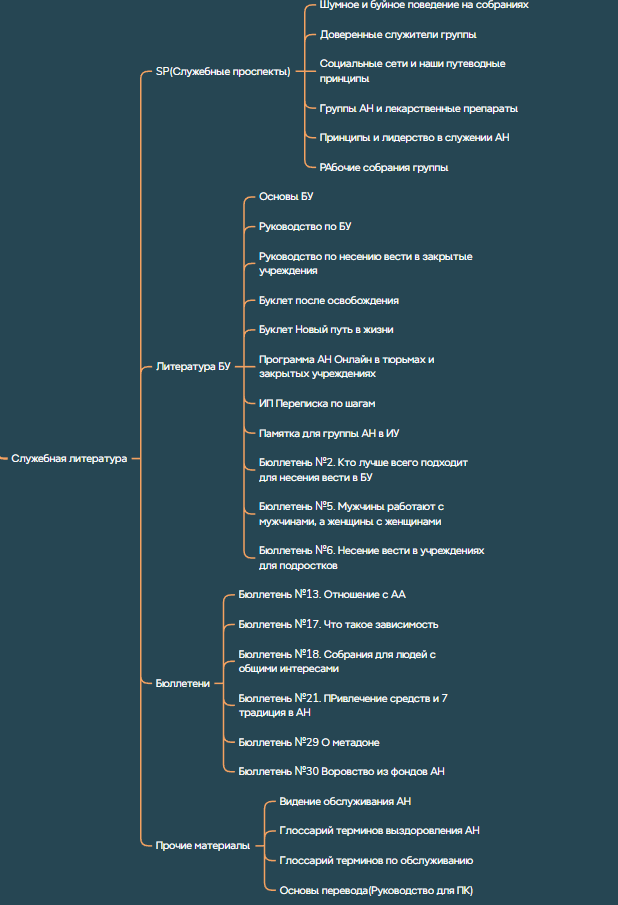 Шумное и буйное поведение на собраниях
Доверенные служители группы
SP(Служебные проспекты)
Социальные сети и наши путеводные
принципы
Группы АН и лекарственные препараты
Принципы и лидерство в служении АН
РАбочие собрания группы
Основы БУ
Руководство по БУ
Руководство по несению вести в закрытые
учреждения
Буклет после освобождения
Буклет Новый путь в жизни
Литература БУ
Программа АН Онлайн в тюрьмах и
закрытых учреждениях
ИП Переписка по шагам
Памятка для группы АН в ИУ
Служебная литература
Бюллетень №2. Кто лучше всего подходит
для несения вести в БУ
Бюллетень №5. Мужчины работают с
мужчинами, а женщины с женщинами
Бюллетень №6. Несение вести в учреждениях
для подростков
Бюллетень №13. Отношение с АА
Бюллетень №17. Что такое зависимость
Бюллетень №18. Собрания для людей с
общими интересами
Бюллетени
Бюллетень №21. ПРивлечение средств и 7
традиция в АН
Бюллетень №29 О метадоне
Бюллетень №30 Воровство из фондов АН
Видение обслуживания АН
Глоссарий терминов выздоровления АН
Прочие материалы
Глоссарий терминов по обслуживанию
Основы перевода(Руководство для ПК)